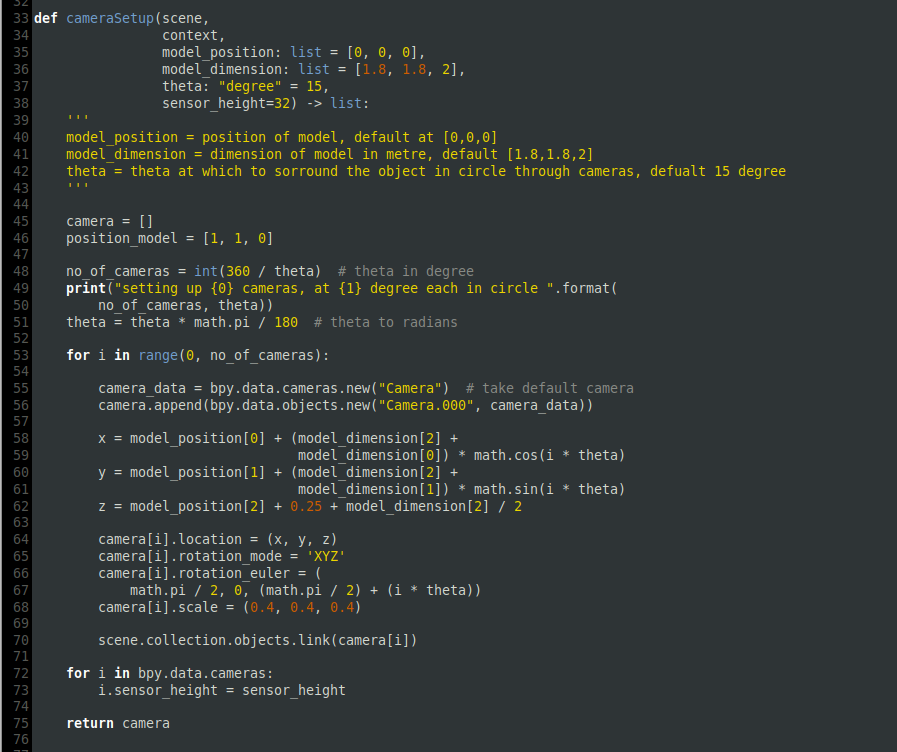 32
33 def cameraSetup(scene,
34                 context,
35                 model_position: list = [0, 0, 0],
36                 model_dimension: list = [1.8, 1.8, 2],
37                 theta: "degree" = 15,
38                 sensor_height=32) -> list:
39     '''
40     model_position = position of model, default at [0,0,0]
41     model_dimension = dimension of model in metre, default [1.8,1.8,2]
42     theta = theta at which to sorround the object in circle through cameras, defualt 15 degree
43     '''
44
45     camera = []
46     position_model = [1, 1, 0]
47
48     no_of_cameras = int(360 / theta)  # theta in degree
49     print("setting up {0} cameras, at {1} degree each in circle ".format(
50         no_of_cameras, theta))
51     theta = theta * math.pi / 180  # theta to radians
52
53     for i in range(0, no_of_cameras):
54
55         camera_data = bpy.data.cameras.new("Camera")  # take default camera
56         camera.append(bpy.data.objects.new("Camera.000", camera_data))
57
58         x = model_position[0] + (model_dimension[2] +
59                                  model_dimension[0]) * math.cos(i * theta)
60         y = model_position[1] + (model_dimension[2] +
61                                  model_dimension[1]) * math.sin(i * theta)
62         z = model_position[2] + 0.25 + model_dimension[2] / 2
63
64         camera[i].location = (x, y, z)
65         camera[i].rotation_mode = 'XYZ'
66         camera[i].rotation_euler = (
67             math.pi / 2, 0, (math.pi / 2) + (i * theta))
68         camera[i].scale = (0.4, 0.4, 0.4)
69
70         scene.collection.objects.link(camera[i])
71
72     for i in bpy.data.cameras:
73         i.sensor_height = sensor_height
74
75     return camera
76